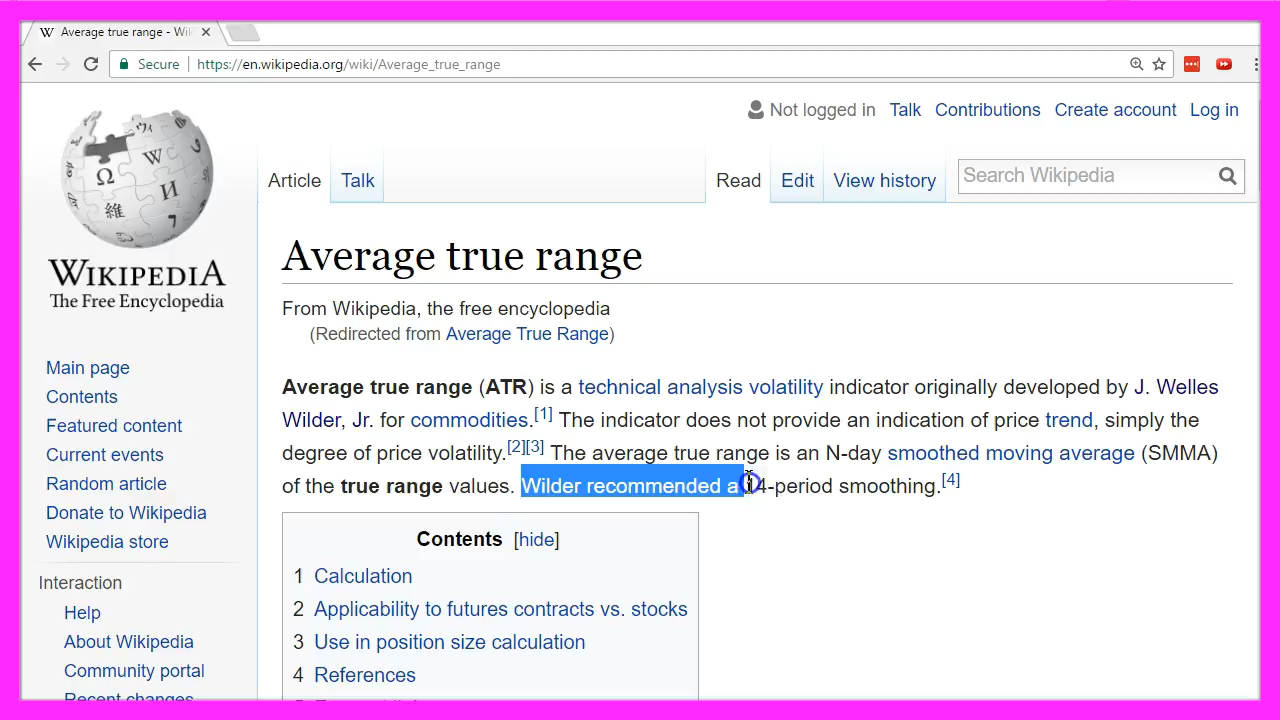 Average true range - Wi
Secure https://en.wikipedia.org/wiki/Average_true_range
Not logged in Talk Contributions Create account Log in
Article Talk Read Edit View history Search Wikipedia
WIKIPEDIA
The Free Encyclopedia
Average true range
From Wikipedia, the free encyclopedia
(Redirected from Average True Range)
Main page
Contents
Featured content
Current events
Random article
Donate to Wikipedia
Wikipedia store
Interaction
Help
About Wikipedia
Community portal
Recent changes
Average true range (ATR) is a technical analysis volatility indicator originally developed by J. Welles
Wilder, Jr. for commodities.[1] The indicator does not provide an indication of price trend, simply the
degree of price volatility.[2][3] The average true range is an N-day smoothed moving average (SMMA)
of the true range values. Wilder recommended a 14-period smoothing.[4]
Contents [hide]
1 Calculation
2 Applicability to futures contracts vs. stocks
3 Use in position size calculation
4 References